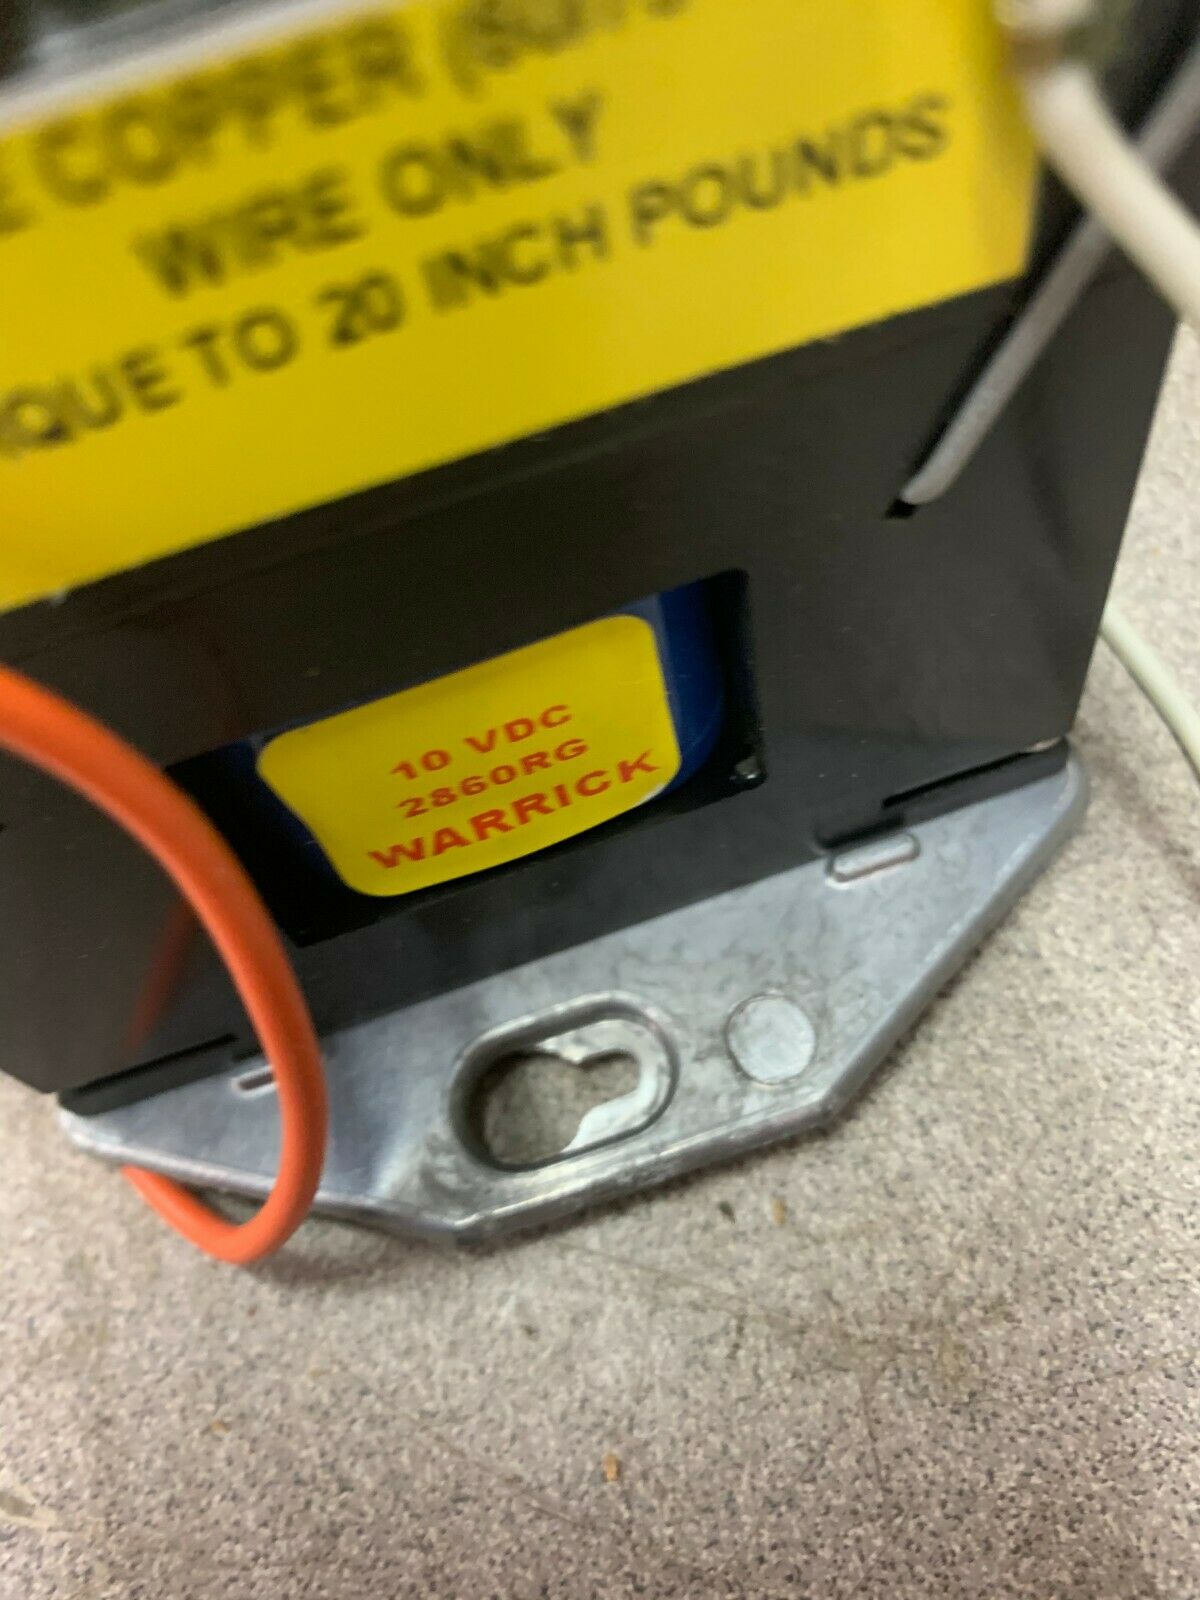 COPPER
WIRE ONLY
QUE TO 20 INCH POUNDS
10 VDC
2860RG
WARRICK